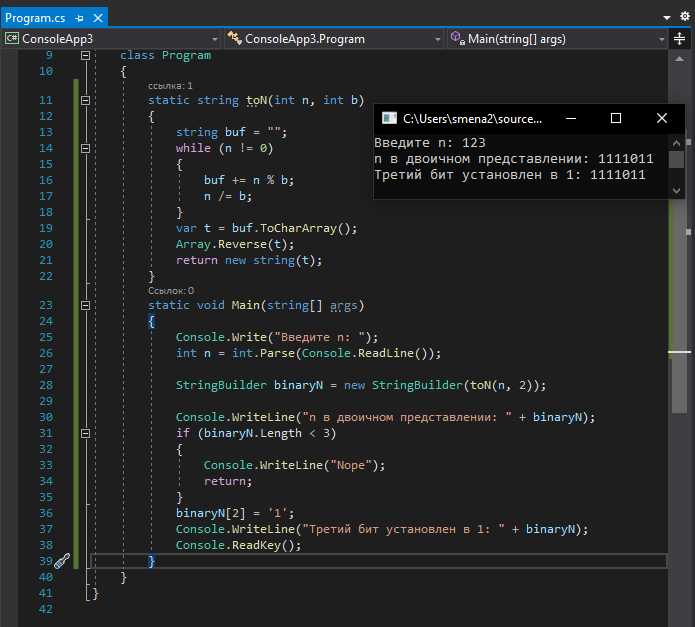 Program.cs
ConsoleApp3 ConsoleApp3.Program Main(string[] args)
9 class Program
10 {
ссылка: 1
11 static string toN(int n, int b)
12 {
13 string buf = "";
14 while (n != 0)
15 {
16 buf += n % b;
17 n /= b;
18 }
19 var t = buf.ToCharArray();
20 Array.Reverse(t);
21 return new string(t);
22 }
Ссылок: 0
23 static void Main(string[] args)
24 {
25 Console.Write("Введите n: ");
26 int n = int.Parse(Console.ReadLine());
27
28 StringBuilder binaryN = new StringBuilder(toN(n, 2));
29
30 Console.WriteLine("n в двоичном представлении: " + binaryN);
31 if (binaryN.Length < 3)
32 {
33 Console.WriteLine("Nope");
34 return;
35 }
36 binaryN[2] = '1';
37 Console.WriteLine("Третий бит установлен в 1: " + binaryN);
38 Console.ReadKey();
39 }
40 }
41 }
42
C:\Users\smena2\source...
Введите n: 123
n в двоичном представлении: 1111011
Третий бит установлен в 1: 1111011